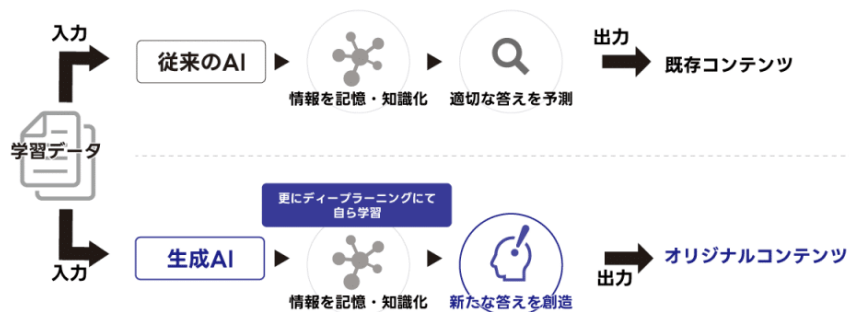 入力
従来のAI
情報を記憶・知識化
適切な答えを予測
出力
既存コンテンツ
学習データ
更にディープラーニングにて
自ら学習
入力
生成AI
情報を記憶・知識化
新たな答えを創造
出力
オリジナルコンテンツ